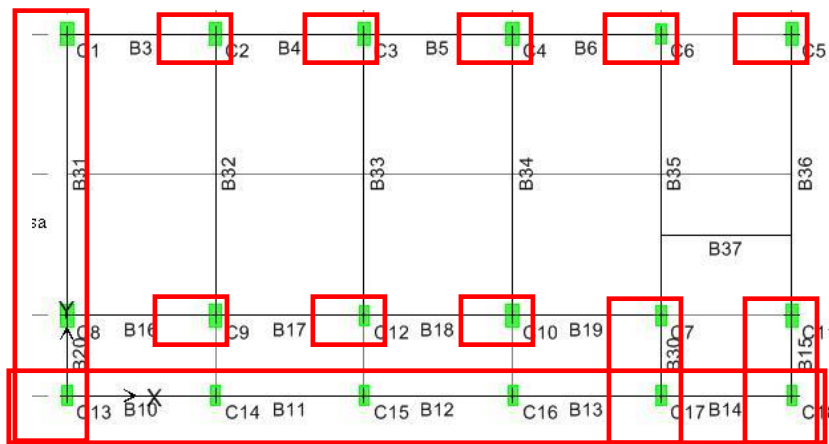 C1 B3 C2 B4 C3 B5 C4 B6 C6 C5
B31 B32 B33 B34 B35 B36
sa
B37
Y
C8 B16 C9 B17 C12 B18 C10 B19 C7
B20 B30 B15
X
C13 B10 C14 B11 C15 B12 C16 B13 C17 B14 C18